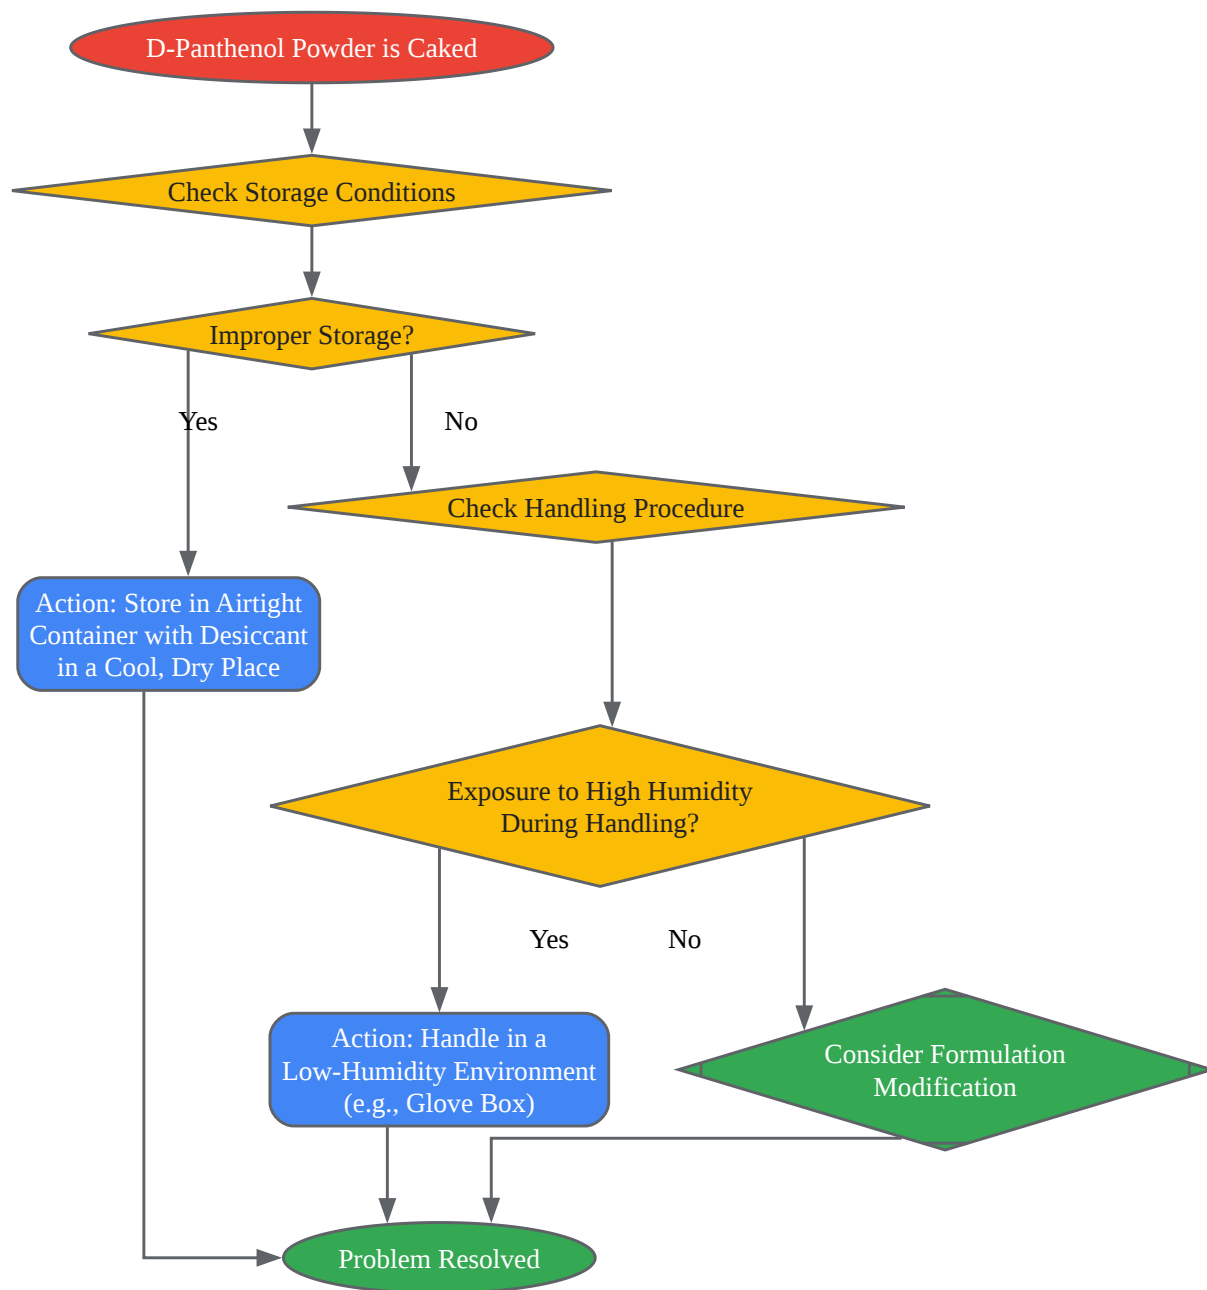 D-Panthenol Powder is Caked
Check Storage Conditions
Improper Storage?
Yes
No
Check Handling Procedure
Action: Store in Airtight
Container with Desiccant
in a Cool, Dry Place
Exposure to High Humidity
During Handling?
Yes
No
Action: Handle in a
Low-Humidity Environment
(e.g., Glove Box)
Consider Formulation
Modification
Problem Resolved